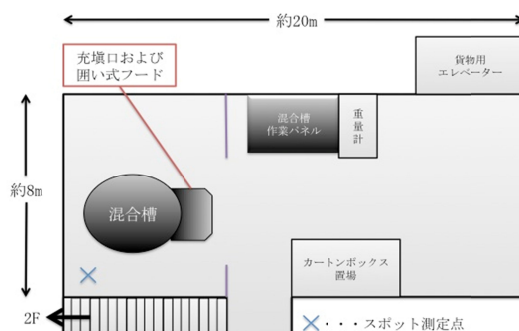 約20m
充塡口および
囲い式フード
貨物用
エレベーター
混合槽
作業パネル
重
量
計
約8m
混合槽
カートンボックス
置場
2F
・・・スポット測定点